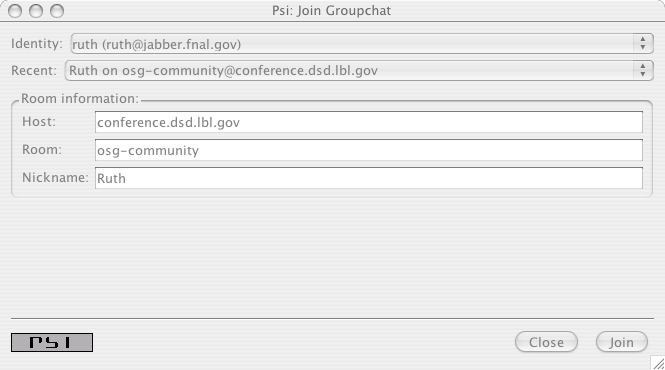 Psi: Join Groupchat
Identity: ruth (ruth@jabber.fnal.gov)
Recent: Ruth on osg-community@conference.dsd.lbl.gov
Room information:
Host: conference.dsd.lbl.gov
Room: osg-community
Nickname: Ruth
PSI Close Join